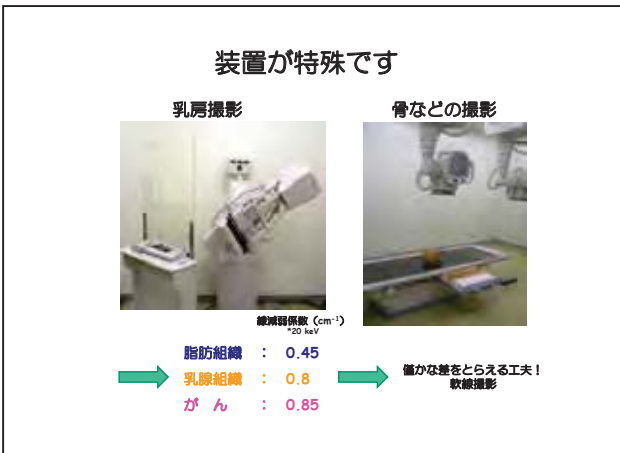 装置が特殊です
乳房撮影
骨などの撮影
線減弱係数（cm⁻¹）
*20 keV
脂肪組織 ： 0.45
乳腺組織 ： 0.8
がん ： 0.85
僅かな差をとらえる工夫！
軟線撮影